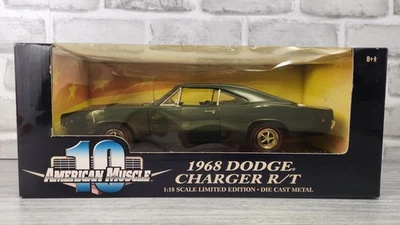 8+
10
AMERICAN MUSCLE
1968 DODGE
CHARGER R/T
1:18 SCALE LIMITED EDITION • DIE CAST METAL